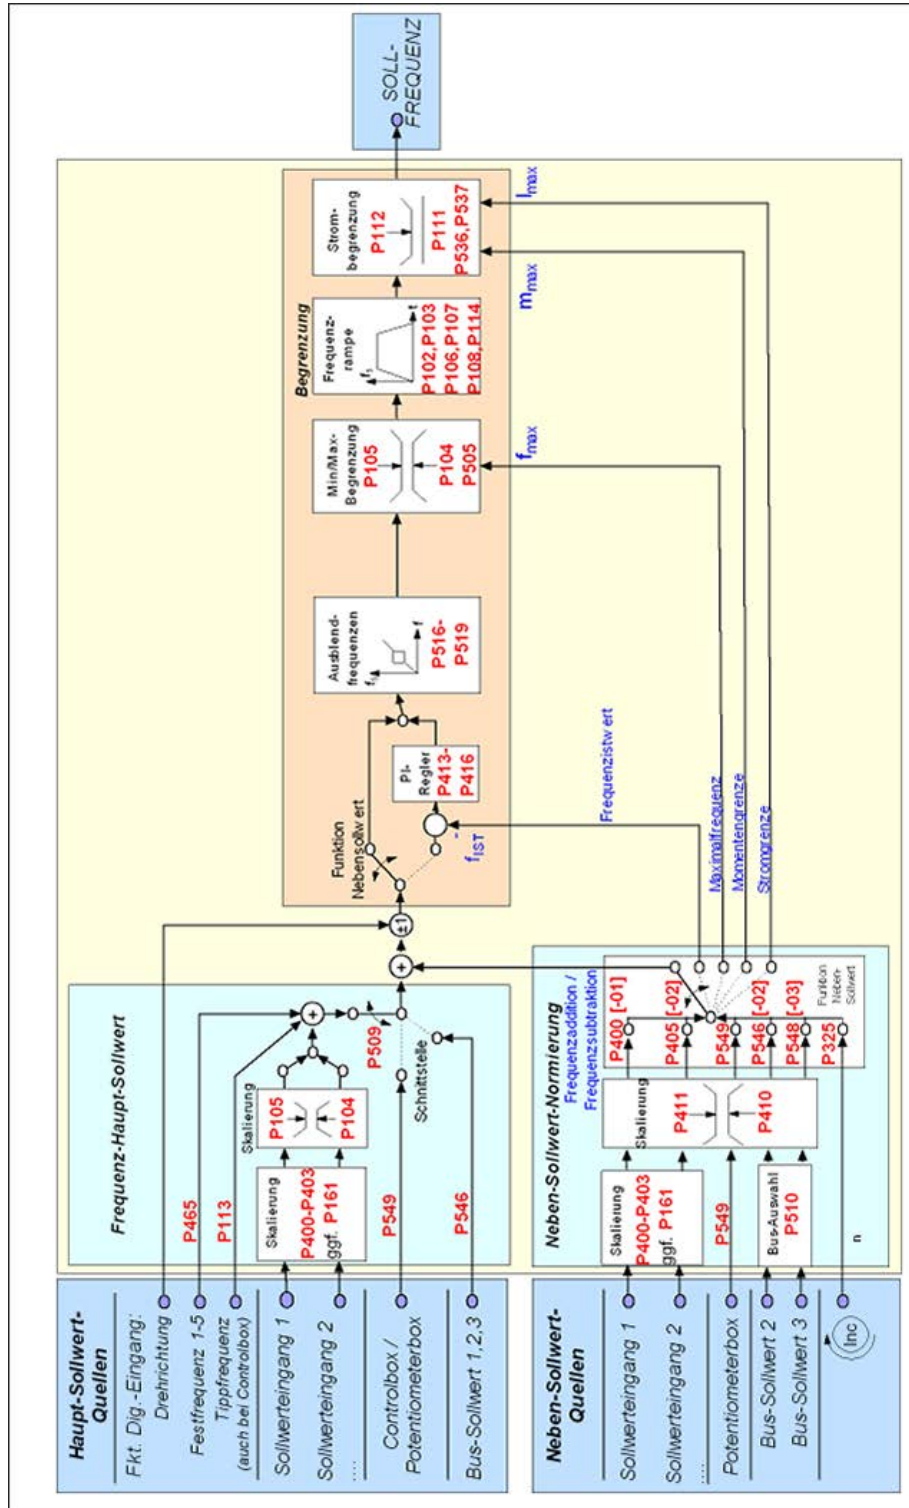 Haupt-Sollwert-
Quellen
Fkt. Dig.-Eingang:
Drehrichtung
Festfrequenz 1-5
Tippfrequenz
(auch bei Controlbox)
Sollwerteingang 1
Sollwerteingang 2
....
Controlbox /
Potentiometerbox
Bus-Sollwert 1,2,3
Frequenz-Haupt-Sollwert
P465
P113
Skalierung
P400-P403
ggf. P161
Skalierung
P105
P104
+
P509
P549
Schnittstelle
P546
+
±1
Funktion
Nebensollwert
PI-
Regler
P413-
P416
-
fIST
Ausblend-
frequenzen
f
P516-
P519
Begrenzung
Min/Max-
Begrenzung
P105
P104
P505
Frequenz-
rampe
t
P102,P103
P106,P107
P108,P114
Strom-
begrenzung
P112
P111
P536,P537
SOLL-
FREQUENZ
fmax
mmax
Imax
Neben-Sollwert-
Quellen
Sollwerteingang 1
Sollwerteingang 2
....
Potentiometerbox
Bus-Sollwert 2
Bus-Sollwert 3
Inc
Neben-Sollwert-Normierung
Skalierung
P400-P403
ggf. P161
P549
Bus-Auswahl
P510
n
Skalierung
P411
P410
Frequenzaddition /
Frequenzsubtraktion
P400 [-01]
P405 [-02]
P549
P546 [-02]
P548 [-03]
P325
Funktion
Neben-
Sollwert
Frequenzistwert
Maximalfrequenz
Momentengrenze
Stromgrenze